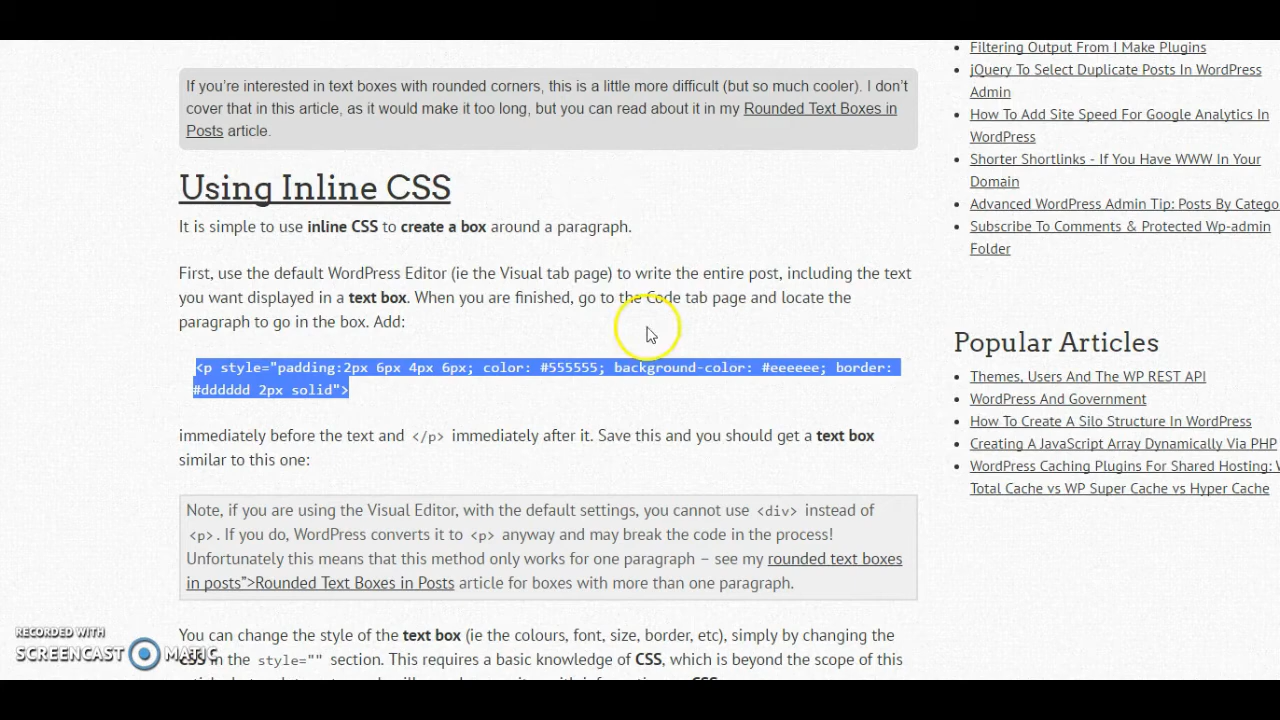 If you’re interested in text boxes with rounded corners, this is a little more difficult (but so much cooler). I don’t
cover that in this article, as it would make it too long, but you can read about it in my Rounded Text Boxes in
Posts article.
Using Inline CSS
It is simple to use inline CSS to create a box around a paragraph.
First, use the default WordPress Editor (ie the Visual tab page) to write the entire post, including the text
you want displayed in a text box. When you are finished, go to the Code tab page and locate the
paragraph to go in the box. Add:
<p style="padding:2px 6px 4px 6px; color: #555555; background-color: #eeeeee; border:
#dddddd 2px solid">
immediately before the text and </p> immediately after it. Save this and you should get a text box
similar to this one:
Note, if you are using the Visual Editor, with the default settings, you cannot use <div> instead of
<p>. If you do, WordPress converts it to <p> anyway and may break the code in the process!
Unfortunately this means that this method only works for one paragraph – see my rounded text boxes
in posts”>Rounded Text Boxes in Posts article for boxes with more than one paragraph.
You can change the style of the text box (ie the colours, font, size, border, etc), simply by changing the
CSS in the style="" section. This requires a basic knowledge of CSS, which is beyond the scope of this
Filtering Output From I Make Plugins
jQuery To Select Duplicate Posts In WordPress
Admin
How To Add Site Speed For Google Analytics In
WordPress
Shorter Shortlinks - If You Have WWW In Your
Domain
Advanced WordPress Admin Tip: Posts By Catego
Subscribe To Comments & Protected Wp-admin
Folder
Popular Articles
Themes, Users And The WP REST API
WordPress And Government
How To Create A Silo Structure In WordPress
Creating A JavaScript Array Dynamically Via PHP
WordPress Caching Plugins For Shared Hosting:
Total Cache vs WP Super Cache vs Hyper Cache
RECORDED WITH
SCREENCAST MATIC